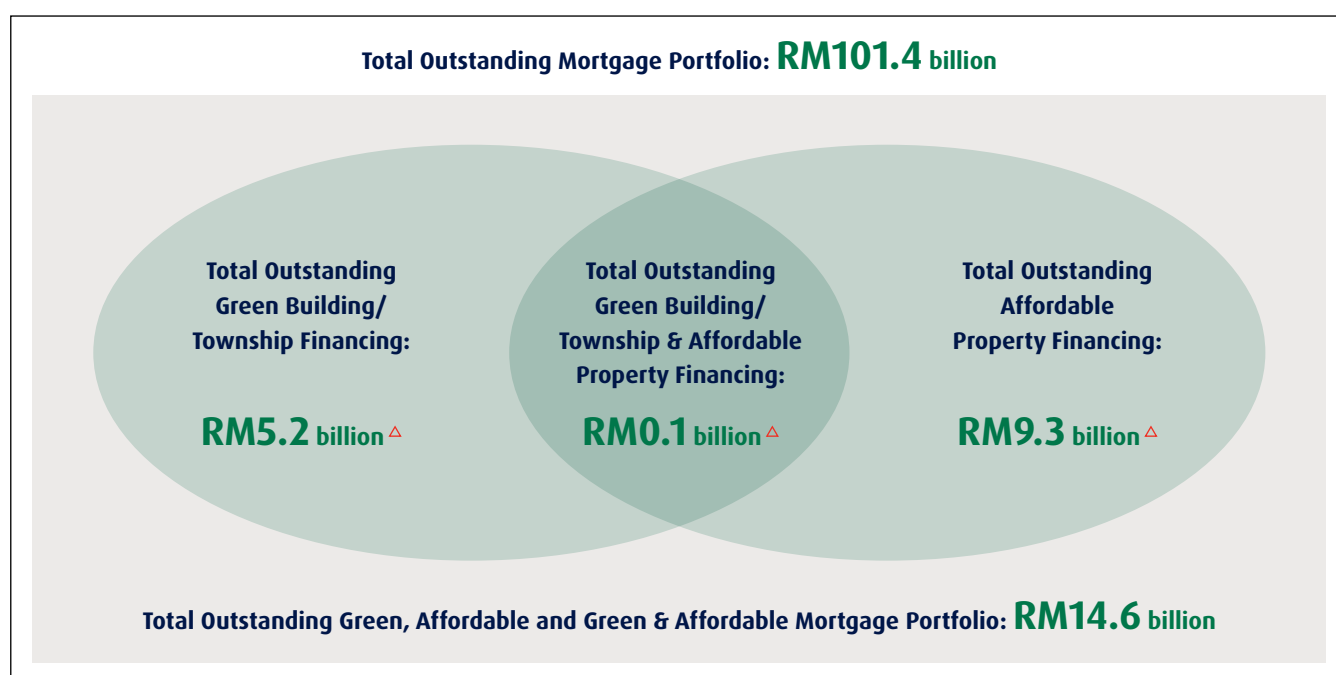 Total Outstanding Mortgage Portfolio: RM101.4 billion
Total Outstanding
Green Building/
Township Financing:
RM5.2 billion △
Total Outstanding
Green Building/
Township & Affordable
Property Financing:
RM0.1 billion △
Total Outstanding
Affordable
Property Financing:
RM9.3 billion △
Total Outstanding Green, Affordable and Green & Affordable Mortgage Portfolio: RM14.6 billion